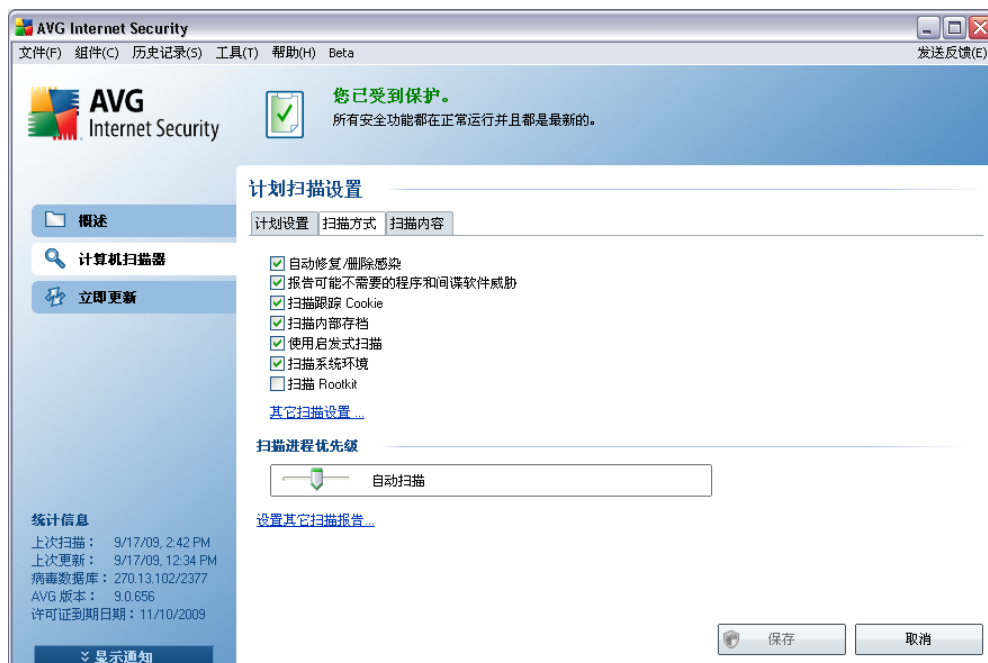 AVG Internet Security
文件(F) 组件(C) 历史记录(S) 工具(T) 帮助(H) Beta 发送反馈(E)
AVG
Internet Security
您已受到保护。
所有安全功能都在正常运行并且都是最新的。
概述
计算机扫描器
立即更新
计划扫描设置
计划设置 扫描方式 扫描内容
自动修复/删除感染
报告可能不需要的程序和间谍软件威胁
扫描跟踪 Cookie
扫描内部存档
使用启发式扫描
扫描系统环境
扫描 Rootkit
其它扫描设置 ...
扫描进程优先级
自动扫描
设置其它扫描报告...
统计信息
上次扫描： 9/17/09, 2:42 PM
上次更新： 9/17/09, 12:34 PM
病毒数据库：270.13.102/2377
AVG 版本： 9.0.656
许可证到期日期：11/10/2009
显示通知
保存 取消